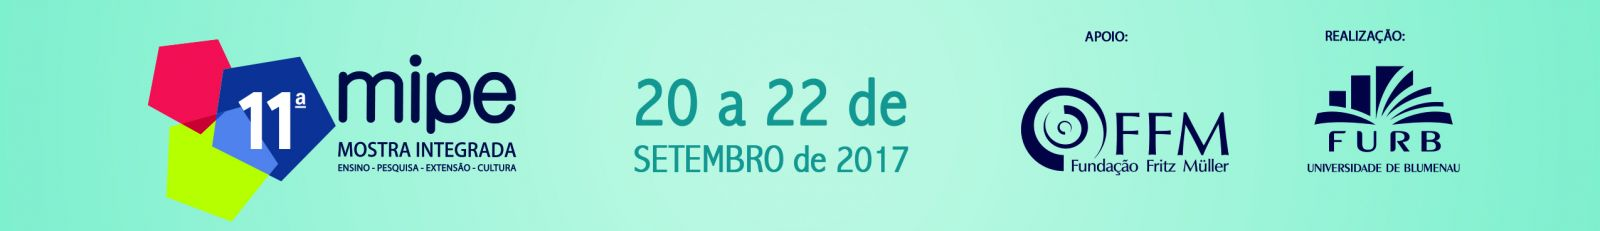 11ª
mipe
MOSTRA INTEGRADA
ENSINO - PESQUISA - EXTENSÃO - CULTURA
20 a 22 de
SETEMBRO de 2017
APOIO:
FFM
Fundação Fritz Müller
REALIZAÇÃO:
FURB
UNIVERSIDADE DE BLUMENAU